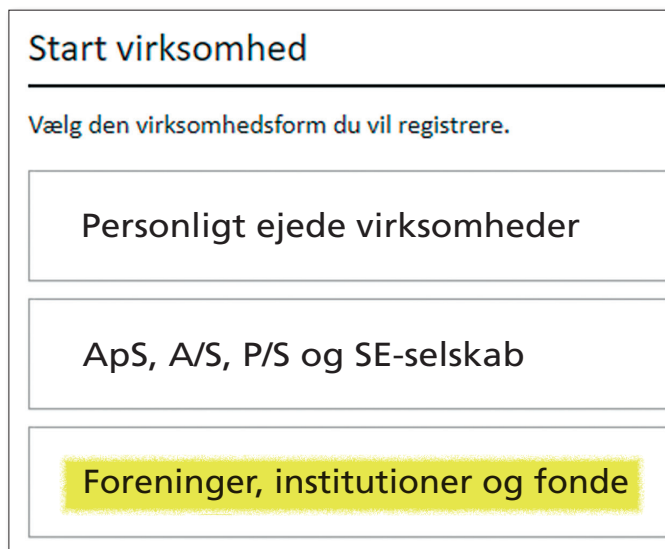 Start virksomhed
Vælg den virksomhedsform du vil registrere.
Personligt ejede virksomheder
ApS, A/S, P/S og SE-selskab
Foreninger, institutioner og fonde